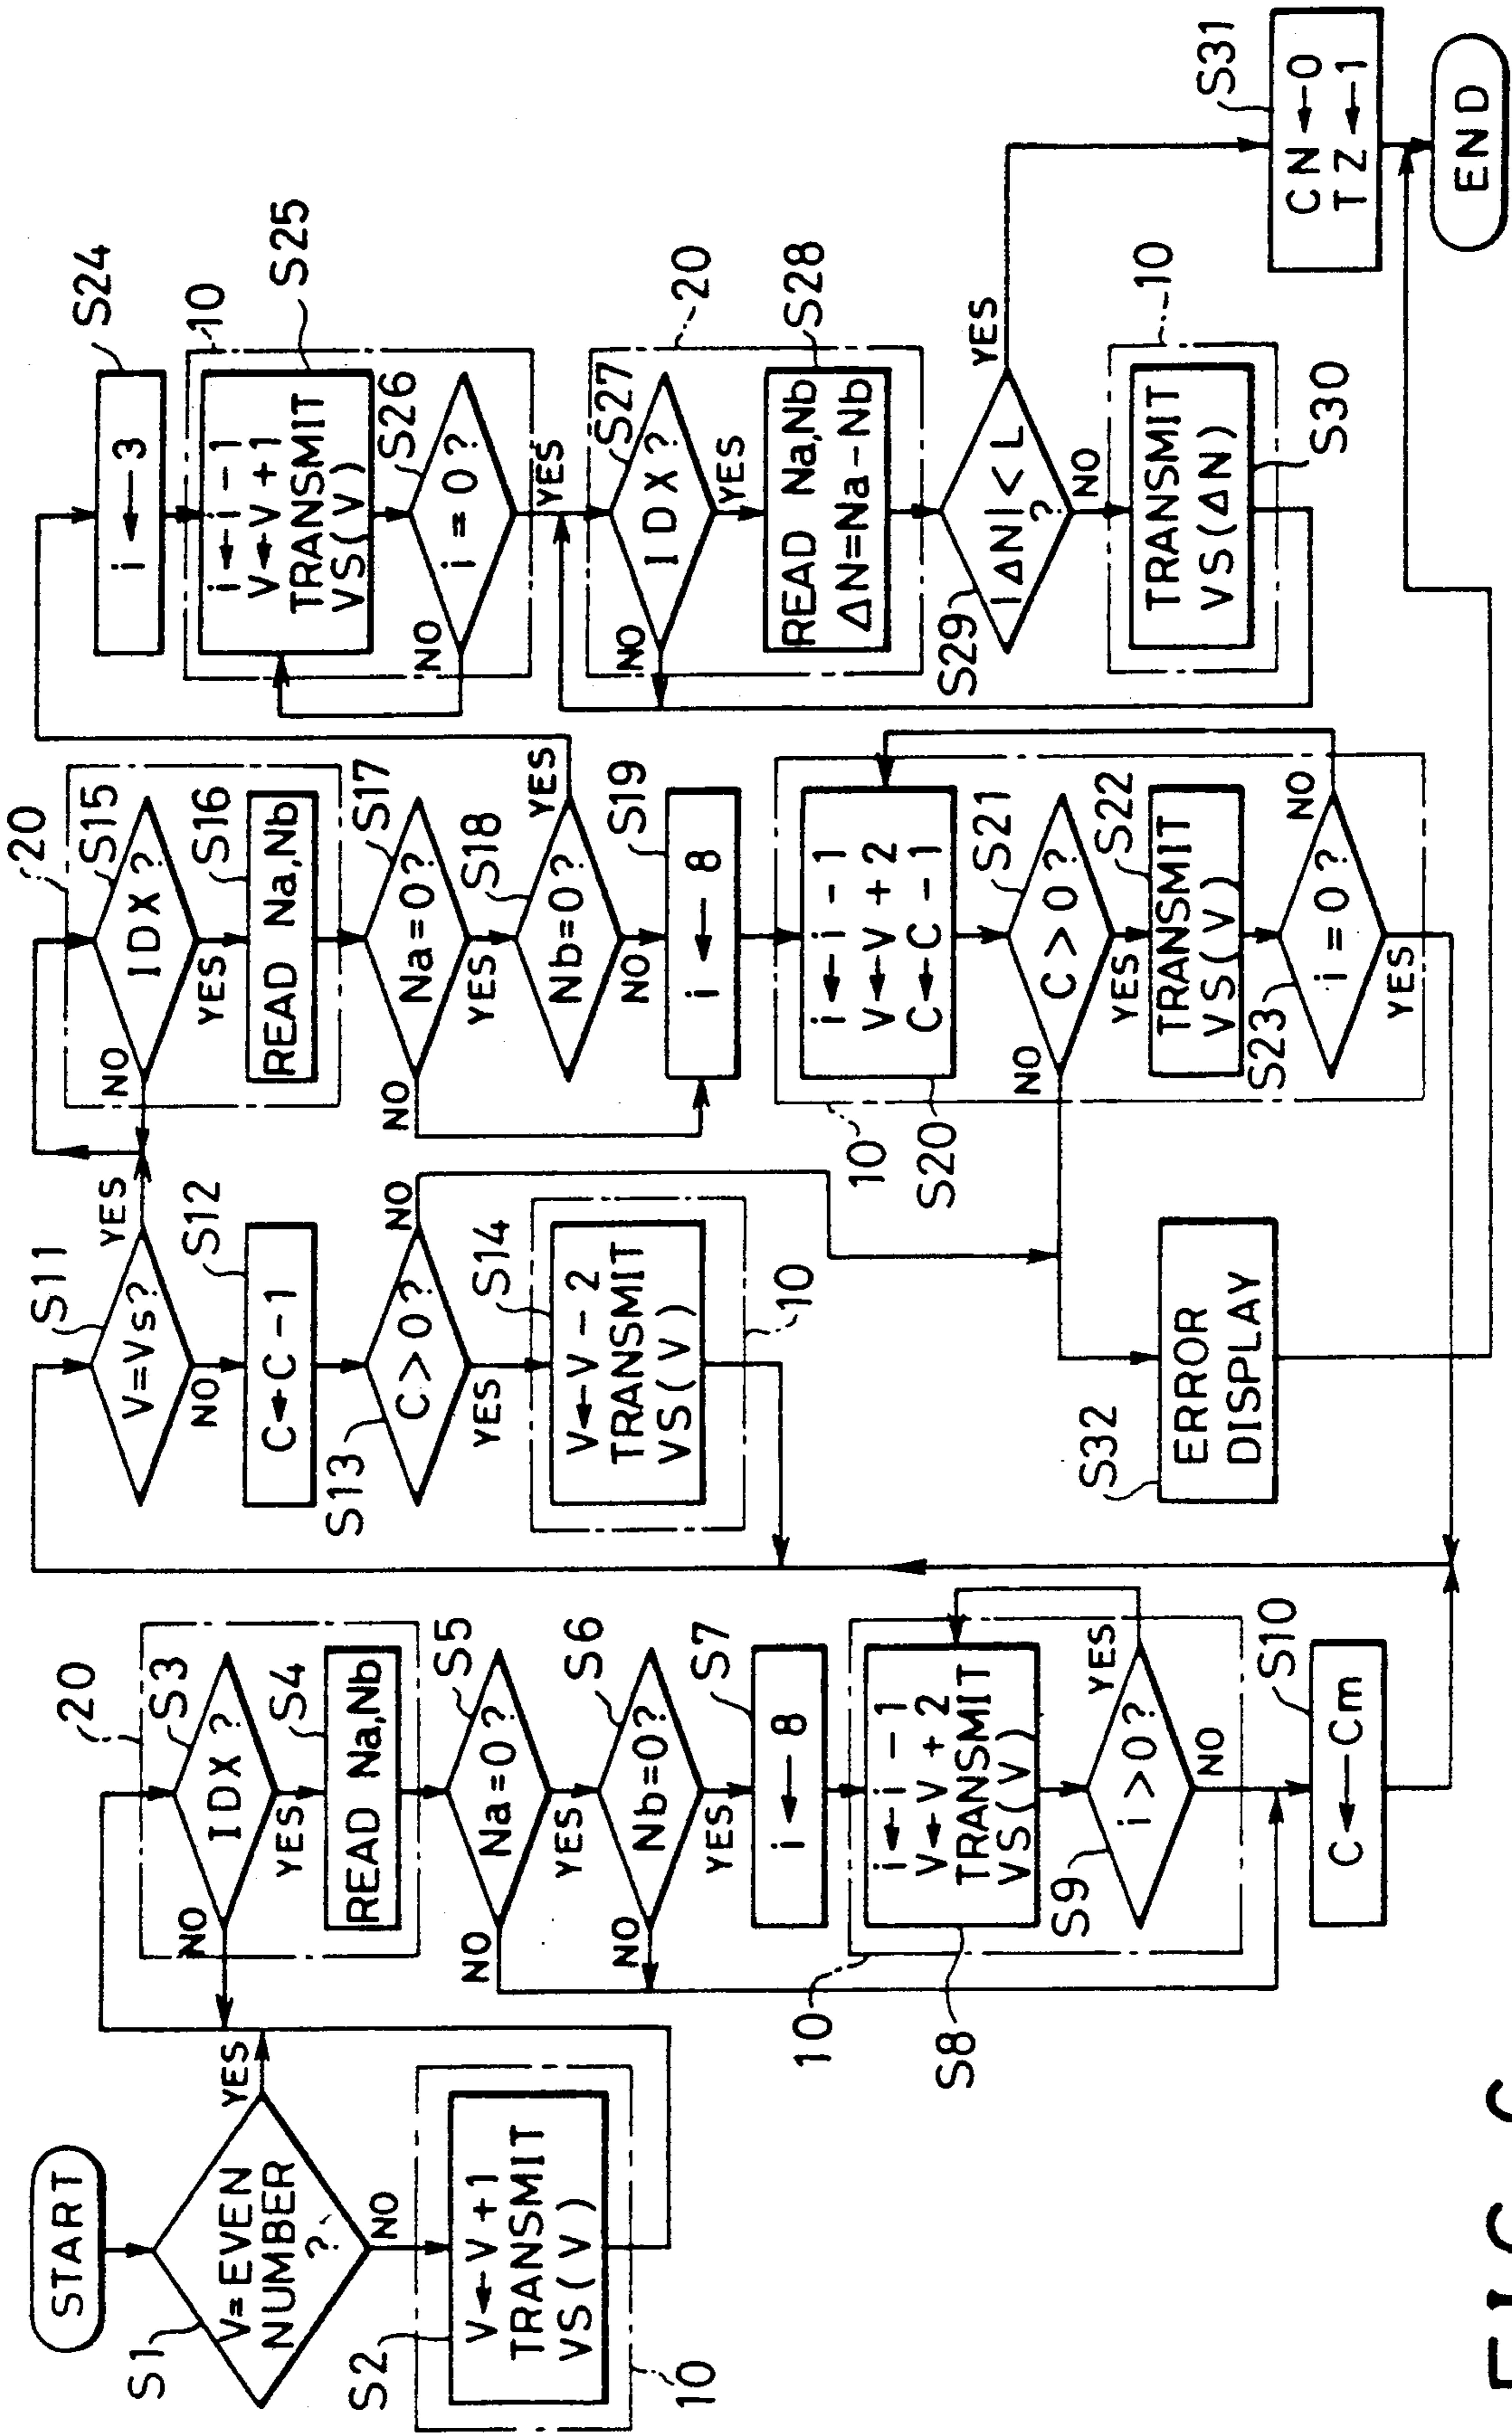 START
S1
V=EVEN
NUMBER
?
YES
NO
S2
V←V+1
TRANSMIT
VS(V)
10
20
S3
IDX?
NO
YES
S4
READ Na,Nb
S5
Na=0?
NO
YES
S6
Nb=0?
NO
YES
S7
i←8
S8
i←i-1
V←V+2
TRANSMIT
VS(V)
10
S9
i>0?
YES
NO
S10
C←Cm
S11
V=Vs?
YES
NO
S12
C←C-1
S13
C>0?
NO
YES
S14
V←V-2
TRANSMIT
VS(V)
10
20
S15
IDX?
NO
YES
S16
READ Na,Nb
S17
Na=0?
NO
YES
S18
Nb=0?
YES
NO
S19
i←8
i←i-1
V←V+2
C←C-1
10
S20
S21
C>0?
NO
YES
S22
TRANSMIT
VS(V)
S23
i=0?
NO
YES
S32
ERROR
DISPLAY
S24
i←3
10
S25
i←i-1
V←V+1
TRANSMIT
VS(V)
S26
i=0?
NO
YES
20
S27
IDX?
NO
YES
S28
READ Na,Nb
ΔN=Na-Nb
S29
|ΔN|<L
?
YES
NO
10
TRANSMIT
VS(ΔN)
S30
S31
CN←0
TZ←1
END